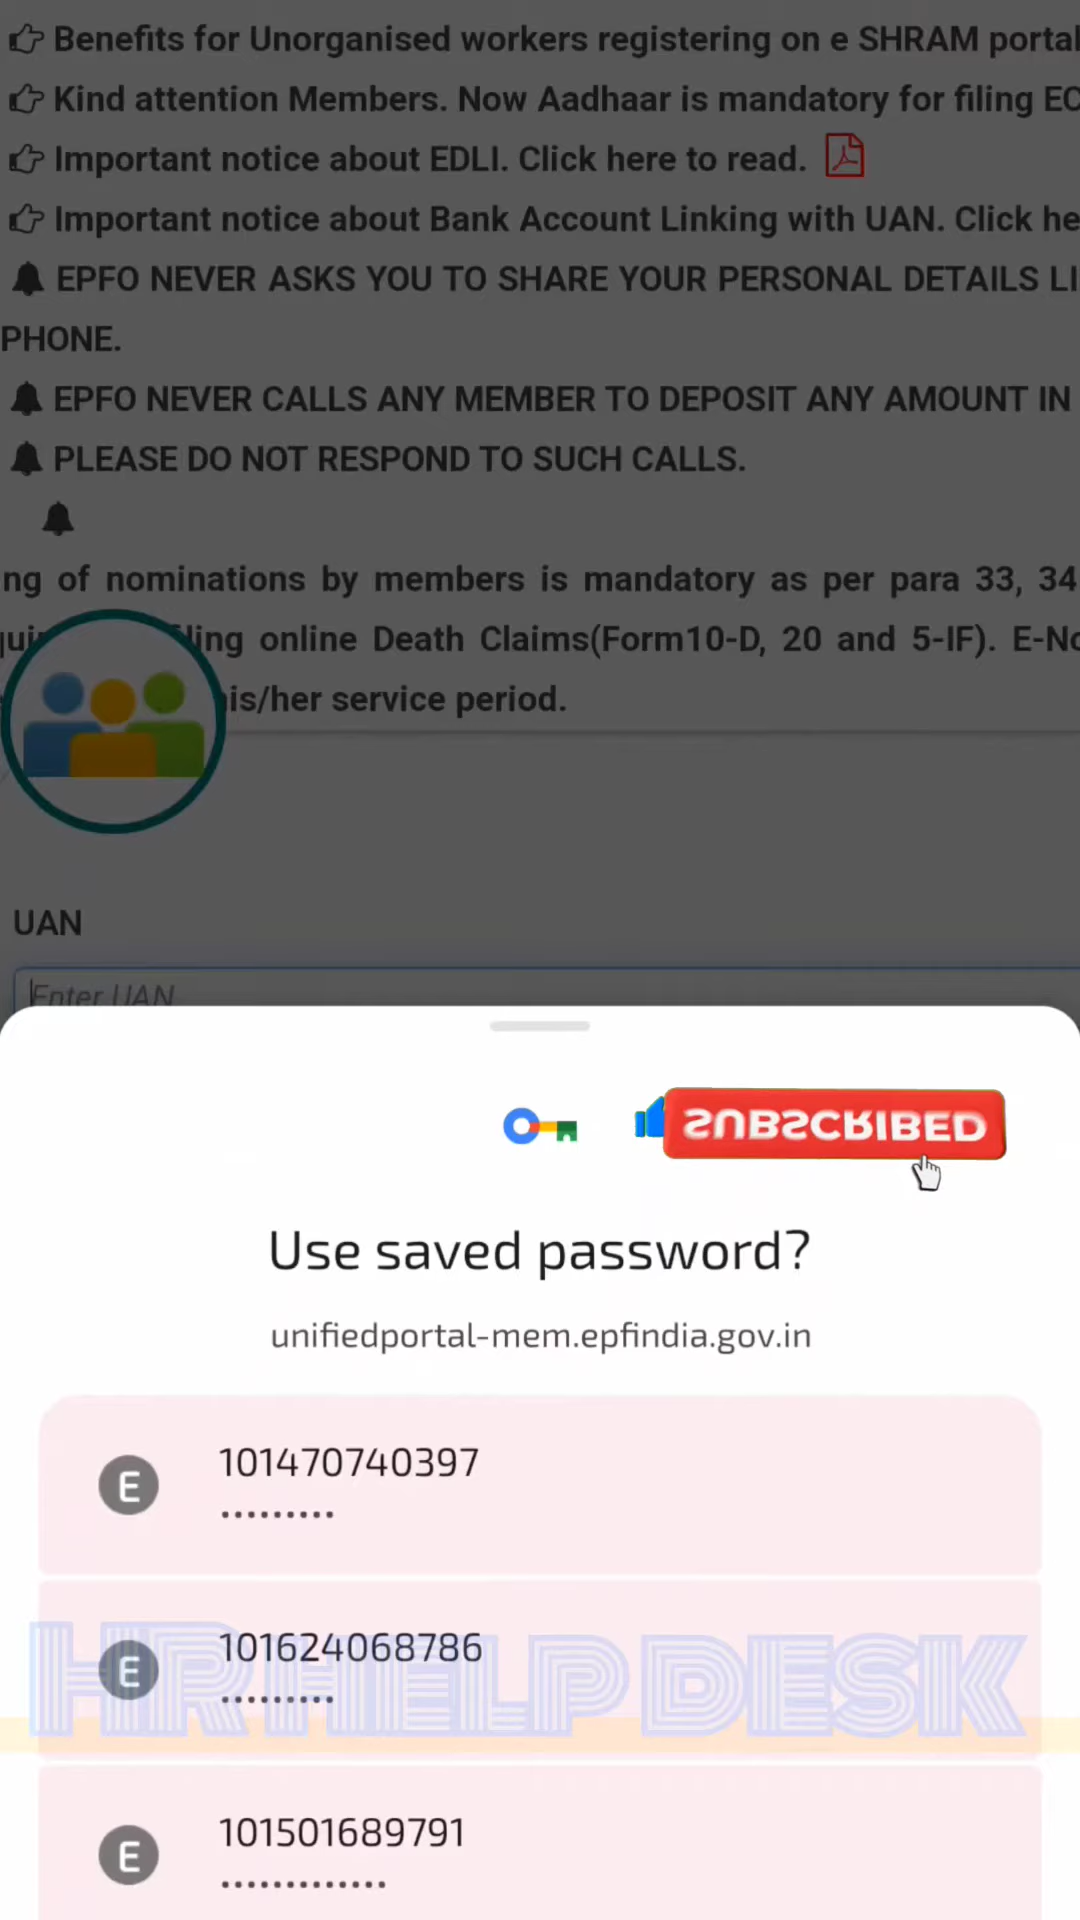 Benefits for Unorganised workers registering on e SHRAM portal
Kind attention Members. Now Aadhaar is mandatory for filing EC
Important notice about EDLI. Click here to read.
Important notice about Bank Account Linking with UAN. Click he
EPFO NEVER ASKS YOU TO SHARE YOUR PERSONAL DETAILS LI
PHONE.
EPFO NEVER CALLS ANY MEMBER TO DEPOSIT ANY AMOUNT IN
PLEASE DO NOT RESPOND TO SUCH CALLS.
ng of nominations by members is mandatory as per para 33, 34
ling online Death Claims(Form10-D, 20 and 5-IF). E-No
is/her service period.
UAN
Enter UAN
SUBSCRIBED
Use saved password?
unifiedportal-mem.epfindia.gov.in
E 101470740397
•••••••••
E 101624068786
•••••••••
HR HELP DESK
E 101501689791
•••••••••••••